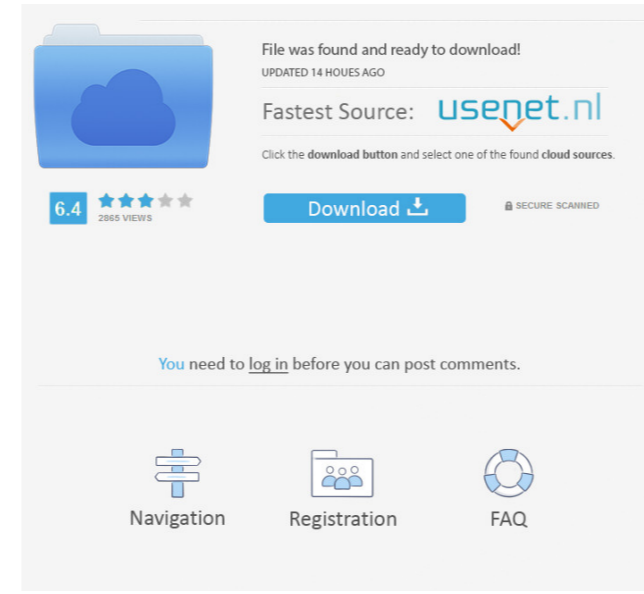 File was found and ready to download!
UPDATED 14 HOUES AGO
Fastest Source: usenet.nl
Click the download button and select one of the found cloud sources.
6.4
2865 VIEWS
Download
SECURE SCANNED
You need to log in before you can post comments.
Navigation
Registration
FAQ